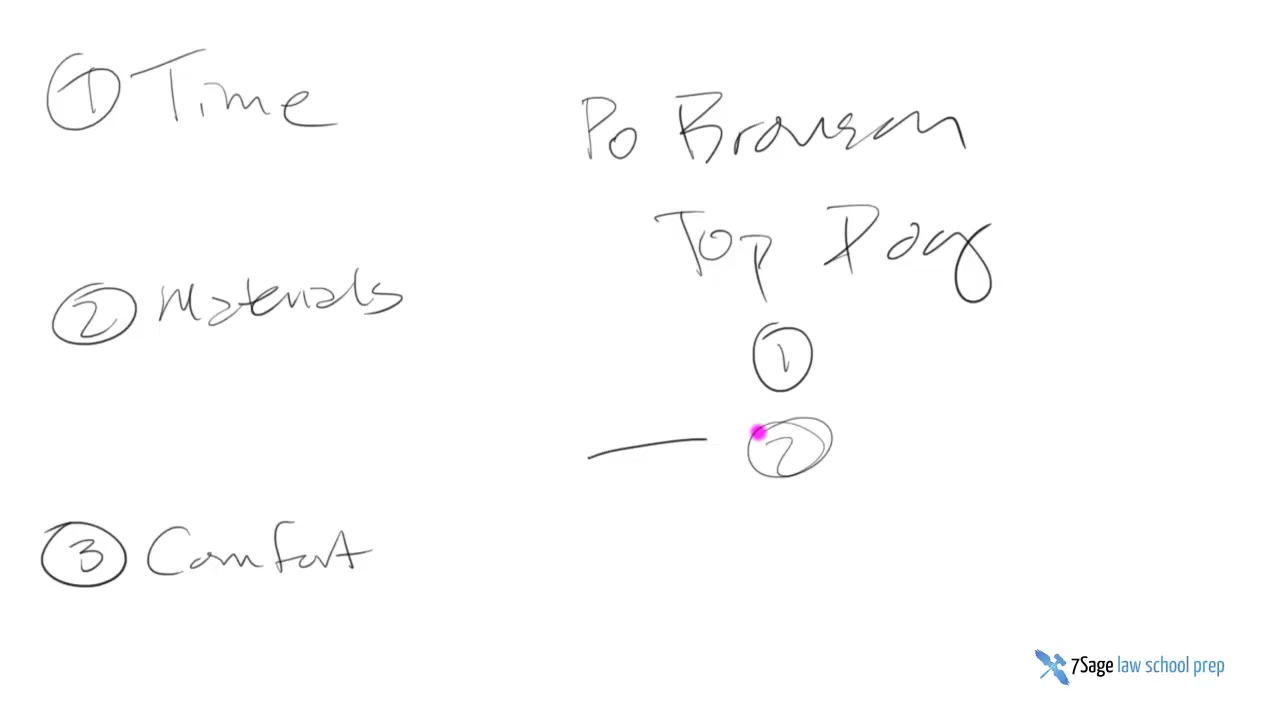 ① Time
② Materials
③ Comfort
Po Bronson
Top Dog
①
②
7Sage law school prep